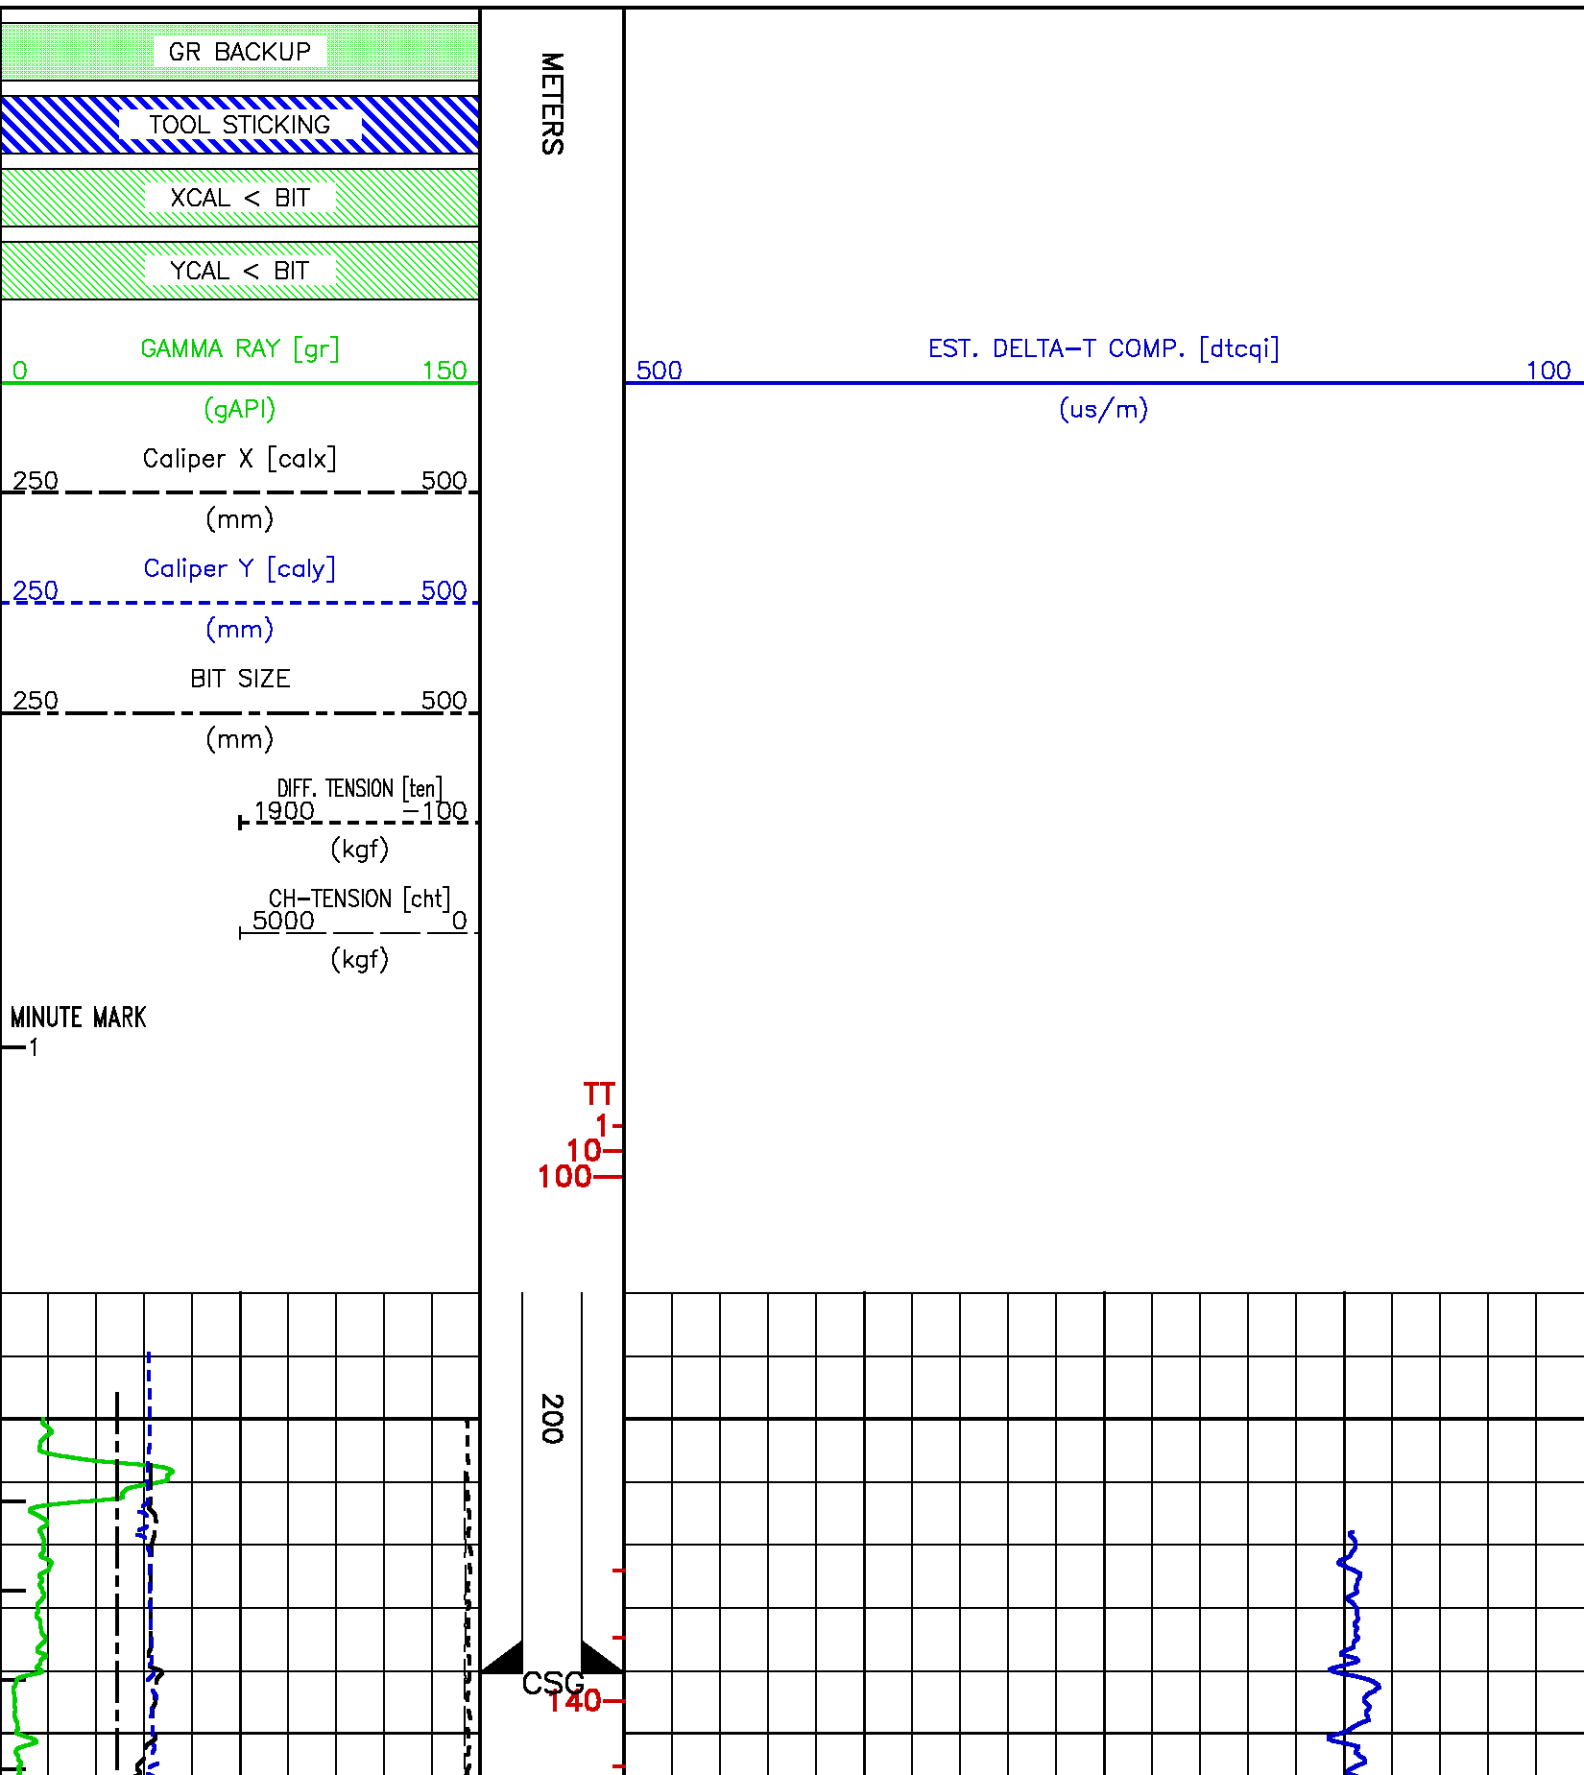 GR BACKUP
TOOL STICKING
XCAL < BIT
YCAL < BIT
GAMMA RAY [gr]
0 150
(gAPI)
Caliper X [calx]
250 500
(mm)
Caliper Y [caly]
250 500
(mm)
BIT SIZE
250 500
(mm)
DIFF. TENSION [ten]
1900 -100
(kgf)
CH-TENSION [cht]
5000 0
(kgf)
MINUTE MARK
1
METERS
TT
1
10
100
200
CSG
140
EST. DELTA-T COMP. [dtcqi]
500 100
(us/m)